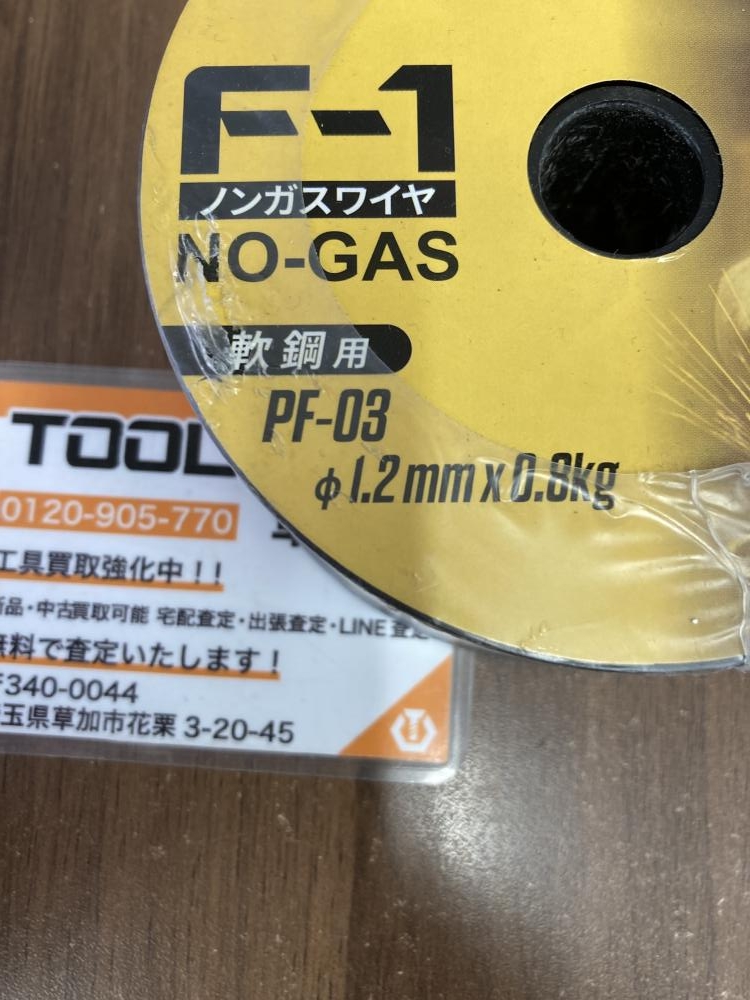 F-1
ノンガスワイヤ
NO-GAS
軟鋼用
PF-03
φ1.2mm x 0.8kg
TOOL
0120-905-770
工具買取強化中！！
品・中古買取可能 宅配査定・出張査定・LINE査定
無料で査定いたします！
〒340-0044
玉県草加市花栗 3-20-45